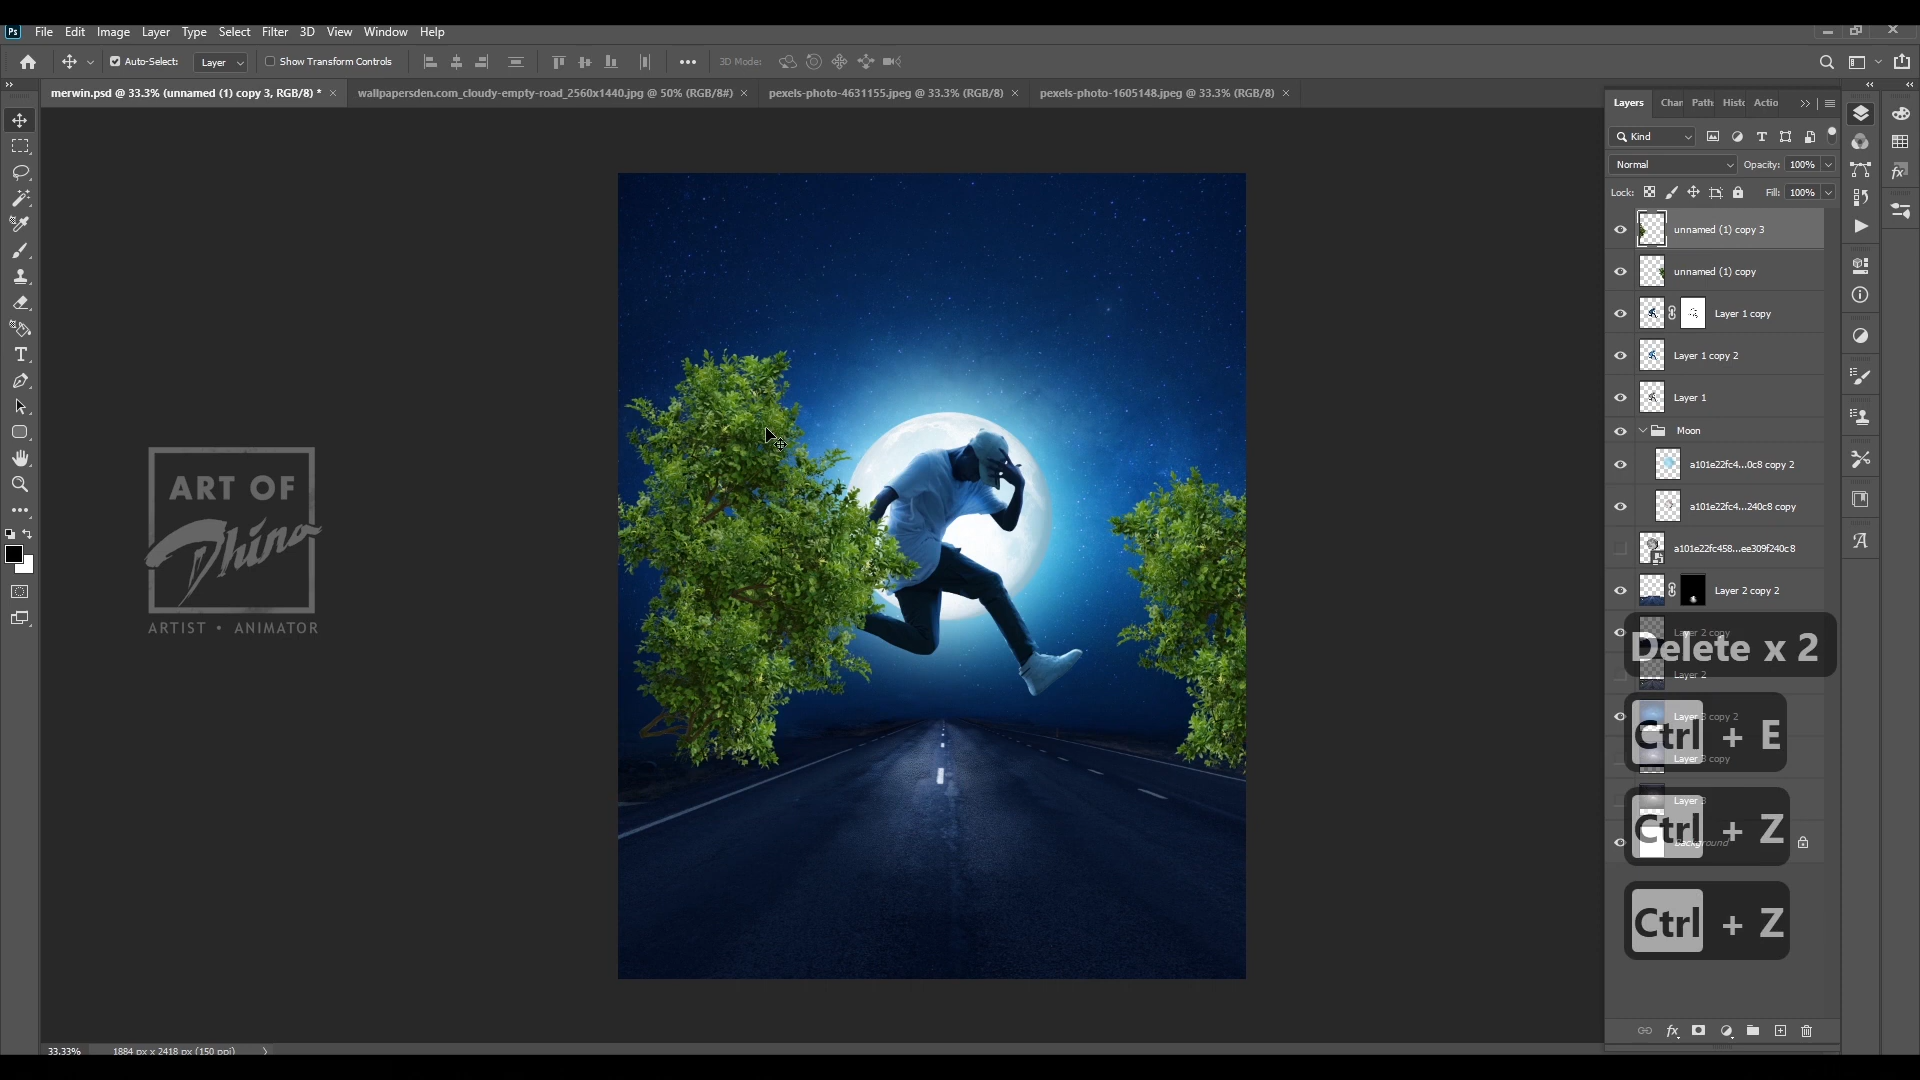 Ps File Edit Image Layer Type Select Filter 3D View Window Help
Auto-Select: Layer Show Transform Controls 3D Mode:
merwin.psd @ 33.3% (unnamed (1) copy 3, RGB/8) * × wallpapersden.com_cloudy-empty-road_2560x1440.jpg @ 50% (RGB/8#) × pexels-photo-4631155.jpeg @ 33.3% (RGB/8) × pexels-photo-1605148.jpeg @ 33.3% (RGB/8) ×
Layers Chan Path Histo Actio
Kind
Normal Opacity: 100%
Lock: Fill: 100%
unnamed (1) copy 3
unnamed (1) copy
Layer 1 copy
Layer 1 copy 2
Layer 1
Moon
a101e22fc4...0c8 copy 2
a101e22fc4...240c8 copy
a101e22fc458...ee309f240c8
Layer 2 copy 2
Layer 2 copy
Delete x 2
Layer 2
Layer 3 copy 2
Ctrl + E
Layer 3 copy
Layer 3
Ctrl + Z
Background
Ctrl + Z
ART OF
Dhina
ARTIST • ANIMATOR
33.33% 1884 px x 2418 px (150 ppi)